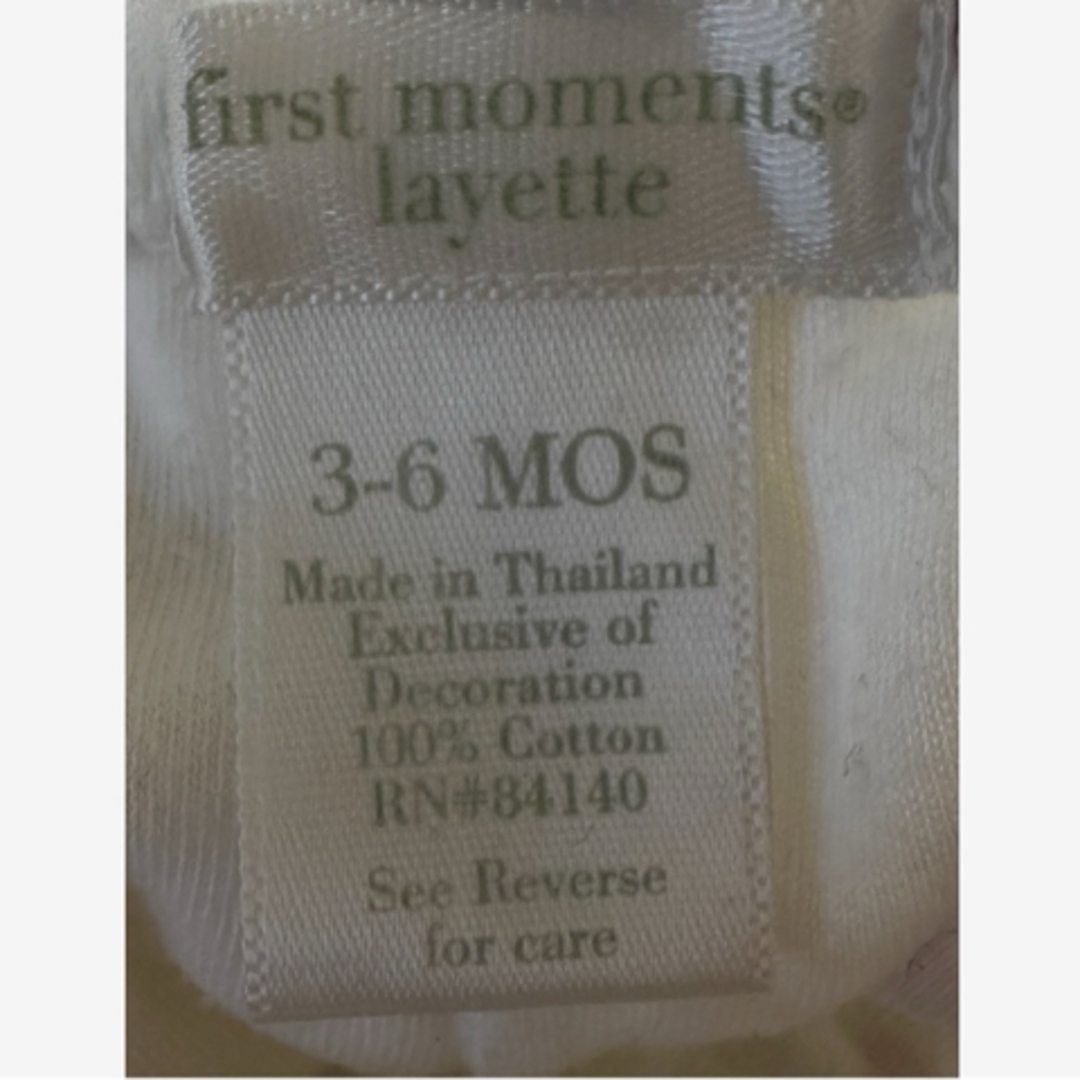 first moments®
layette
3-6 MOS
Made in Thailand
Exclusive of
Decoration
100% Cotton
RN#84140
See Reverse
for care